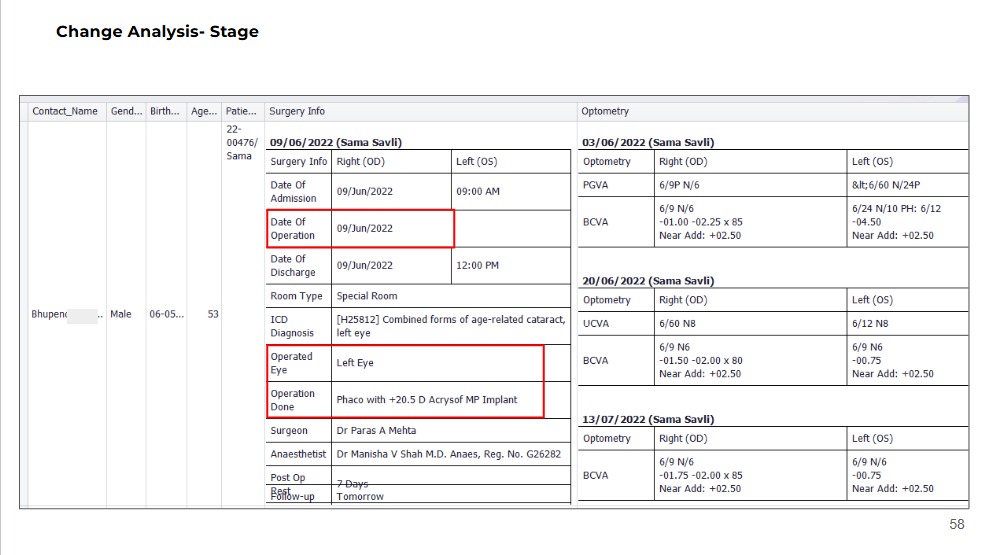 Change Analysis- Stage
Contact_Name Gend... Birth... Age... Patie... Surgery Info Optometry
22-
00476/
Sama
Bhupen .. Male 06-05... 53
09/06/2022 (Sama Savli)
Surgery Info Right (OD) Left (OS)
Date Of
Admission 09/Jun/2022 09:00 AM
Date Of
Operation 09/Jun/2022
Date Of
Discharge 09/Jun/2022 12:00 PM
Room Type Special Room
ICD
Diagnosis [H25812] Combined forms of age-related cataract,
left eye
Operated
Eye Left Eye
Operation
Done Phaco with +20.5 D Acrysof MP Implant
Surgeon Dr Paras A Mehta
Anaesthetist Dr Manisha V Shah M.D. Anaes, Reg. No. G26282
Post Op
Rest 7 Days
Follow-up Tomorrow
03/06/2022 (Sama Savli)
Optometry Right (OD) Left (OS)
PGVA 6/9P N/6 &lt;6/60 N/24P
BCVA 6/9 N/6 6/24 N/10 PH: 6/12
-01.00 -02.25 x 85 -04.50
Near Add: +02.50 Near Add: +02.50
20/06/2022 (Sama Savli)
Optometry Right (OD) Left (OS)
UCVA 6/60 N8 6/12 N8
BCVA 6/9 N6 6/9 N6
-01.50 -02.00 x 80 -00.75
Near Add: +02.50 Near Add: +02.50
13/07/2022 (Sama Savli)
Optometry Right (OD) Left (OS)
BCVA 6/9 N/6 6/9 N/6
-01.75 -02.00 x 85 -00.75
Near Add: +02.50 Near Add: +02.50
58